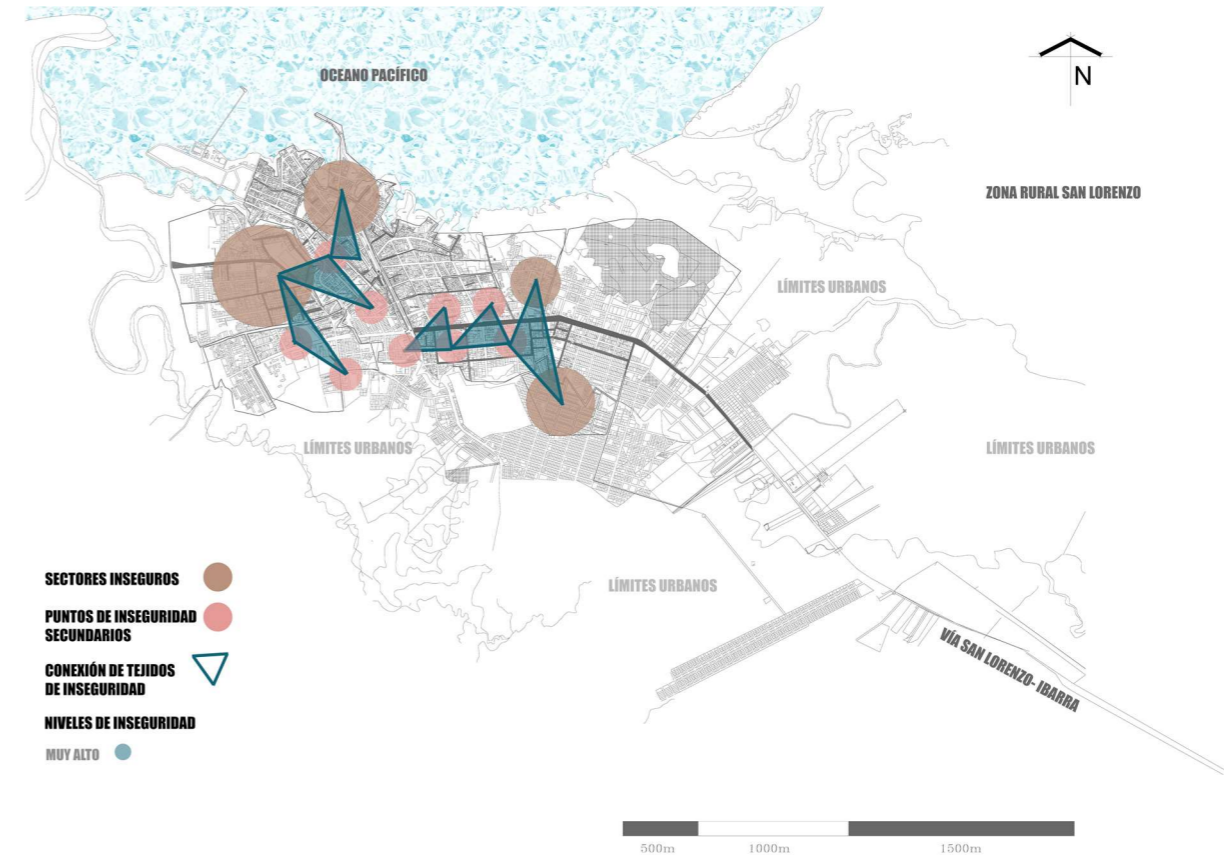 OCEANO PACÍFICO
N
ZONA RURAL SAN LORENZO
LÍMITES URBANOS
LÍMITES URBANOS
LÍMITES URBANOS
LÍMITES URBANOS
VÍA SAN LORENZO- IBARRA
SECTORES INSEGUROS
PUNTOS DE INSEGURIDAD
SECUNDARIOS
CONEXIÓN DE TEJIDOS
DE INSEGURIDAD
NIVELES DE INSEGURIDAD
MUY ALTO
500m
1000m
1500m